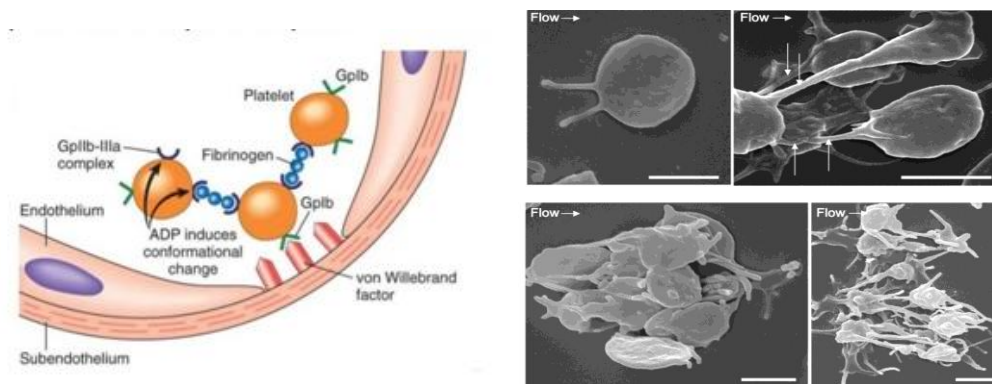 GpIb
Platelet
GpIIb-IIIa
complex
Fibrinogen
GpIb
Endothelium
ADP induces
conformational
change
von Willebrand
factor
Subendothelium
Flow →
Flow →
Flow →
Flow →